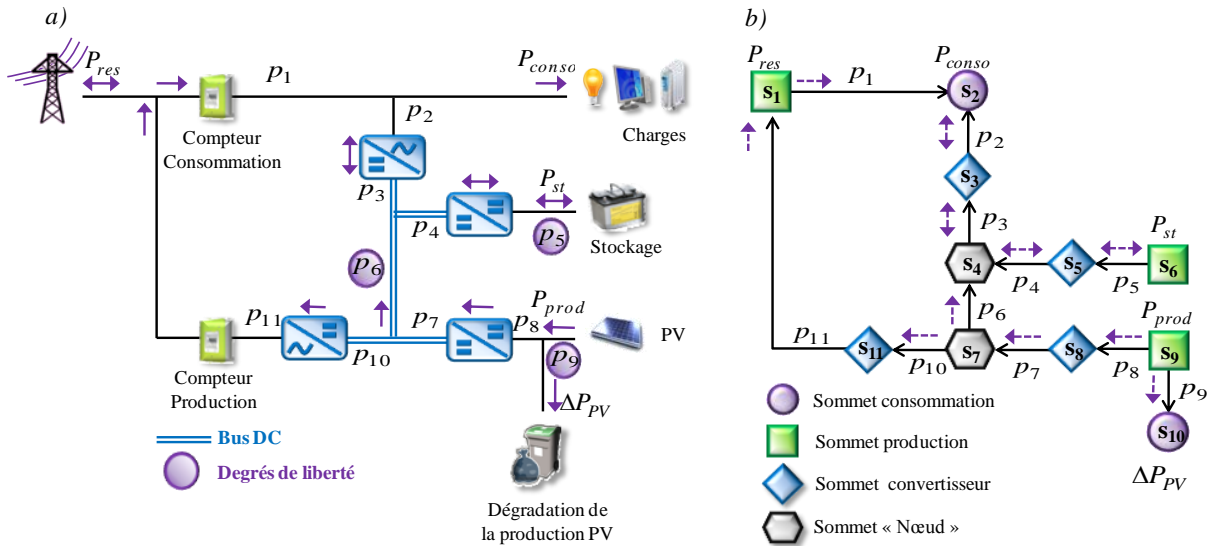 a)
P_res
p_1
P_conso
p_2
Compteur
Consommation
Charges
p_3
P_st
p_4
p_5
Stockage
p_6
P_prod
p_11
p_7
p_8
PV
p_10
p_9
Compteur
Production
ΔP_PV
Bus DC
Degrés de liberté
Dégradation de
la production PV
b)
P_res
P_conso
p_1
s_1
s_2
p_2
s_3
p_3
P_st
s_4
s_5
s_6
p_4
p_5
p_6
P_prod
p_11
s_11
s_7
s_8
s_9
p_10
p_7
p_8
p_9
s_10
ΔP_PV
Sommet consommation
Sommet production
Sommet convertisseur
Sommet « Nœud »